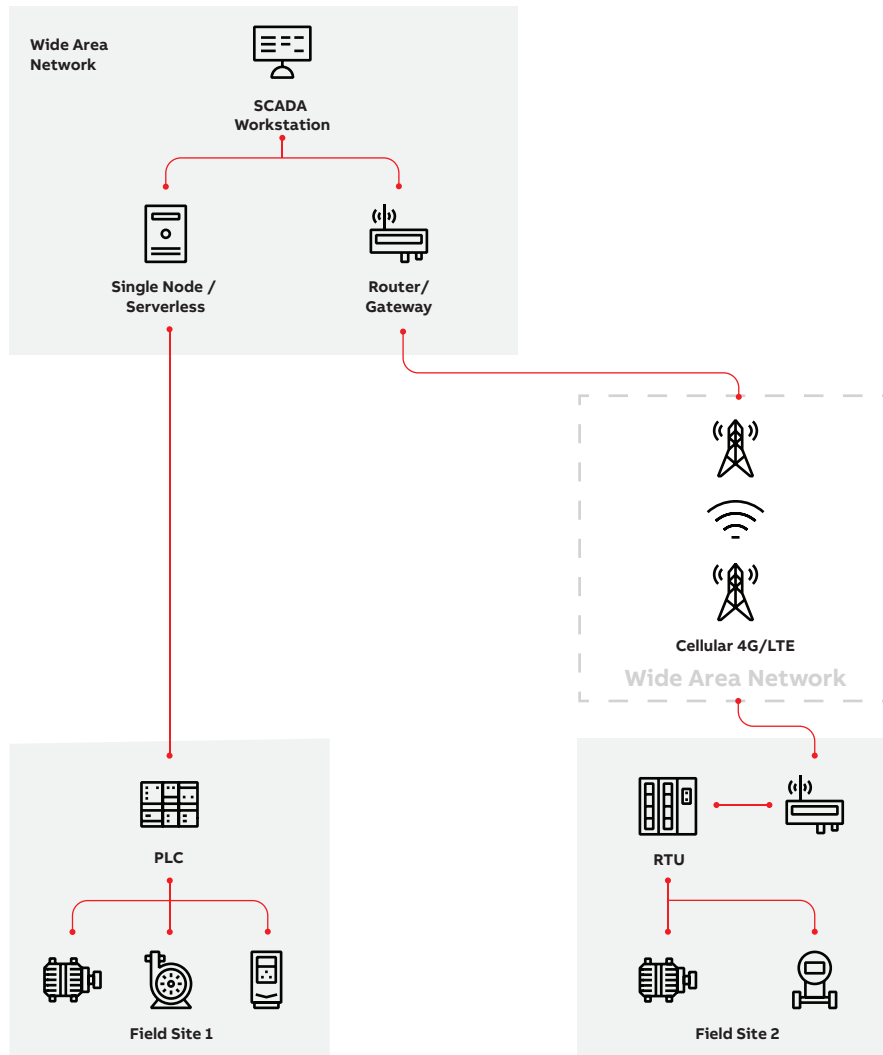 Wide Area
Network
SCADA
Workstation
Single Node /
Serverless
Router/
Gateway
Cellular 4G/LTE
Wide Area Network
PLC
RTU
Field Site 1
Field Site 2